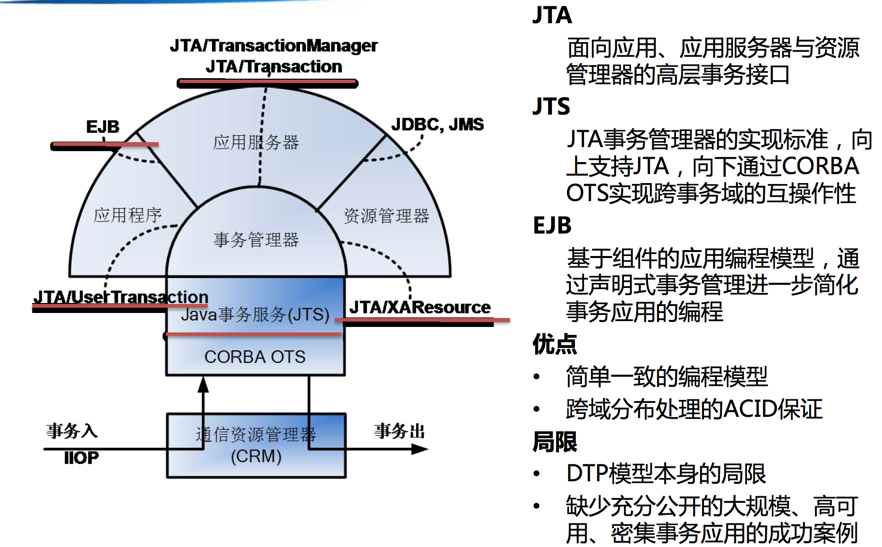 JTA/TransactionManager
JTA/Transaction
EJB
JDBC, JMS
应用服务器
应用程序
资源管理器
事务管理器
JTA/UserTransaction
JTA/XAResource
Java事务服务(JTS)
CORBA OTS
事务入
IIOP
通信资源管理器
(CRM)
事务出
JTA
面向应用、应用服务器与资源
管理器的高层事务接口
JTS
JTA事务管理器的实现标准，向
上支持JTA，向下通过CORBA
OTS实现跨事务域的互操作性
EJB
基于组件的应用编程模型，通
过声明式事务管理进一步简化
事务应用的编程
优点
• 简单一致的编程模型
• 跨域分布处理的ACID保证
局限
• DTP模型本身的局限
• 缺少充分公开的大规模、高可
用、密集事务应用的成功案例